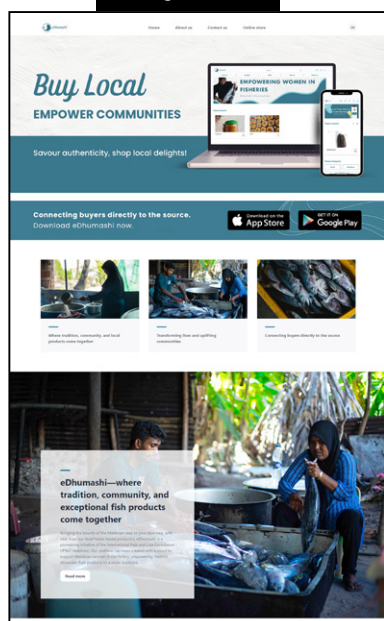 eDhumashi
Home
About us
Contact us
Online store
Buy Local
EMPOWER COMMUNITIES
Savour authenticity, shop local delights!
EMPOWERING WOMEN IN
FISHERIES
Connecting buyers directly to the source.
Download eDhumashi now.
Download on the
App Store
GET IT ON
Google Play
Where tradition, community, and local
products come together
Transforming lives and uplifting
communities
Connecting buyers directly to the source
eDhumashi—where
tradition, community, and
exceptional fish products
come together
Read more